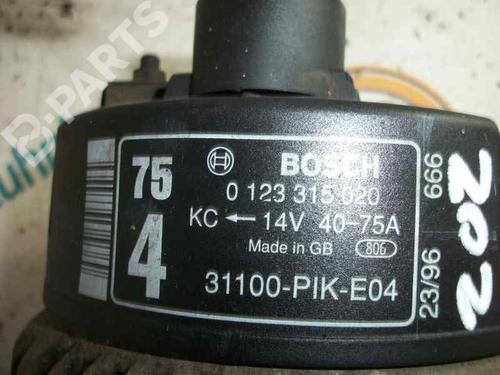 B-PARTS
75
4
BOSCH
0 123 315 020
KC ← 14V 40-75A
Made in GB 806
31100-PIK-E04
23/96 666
202